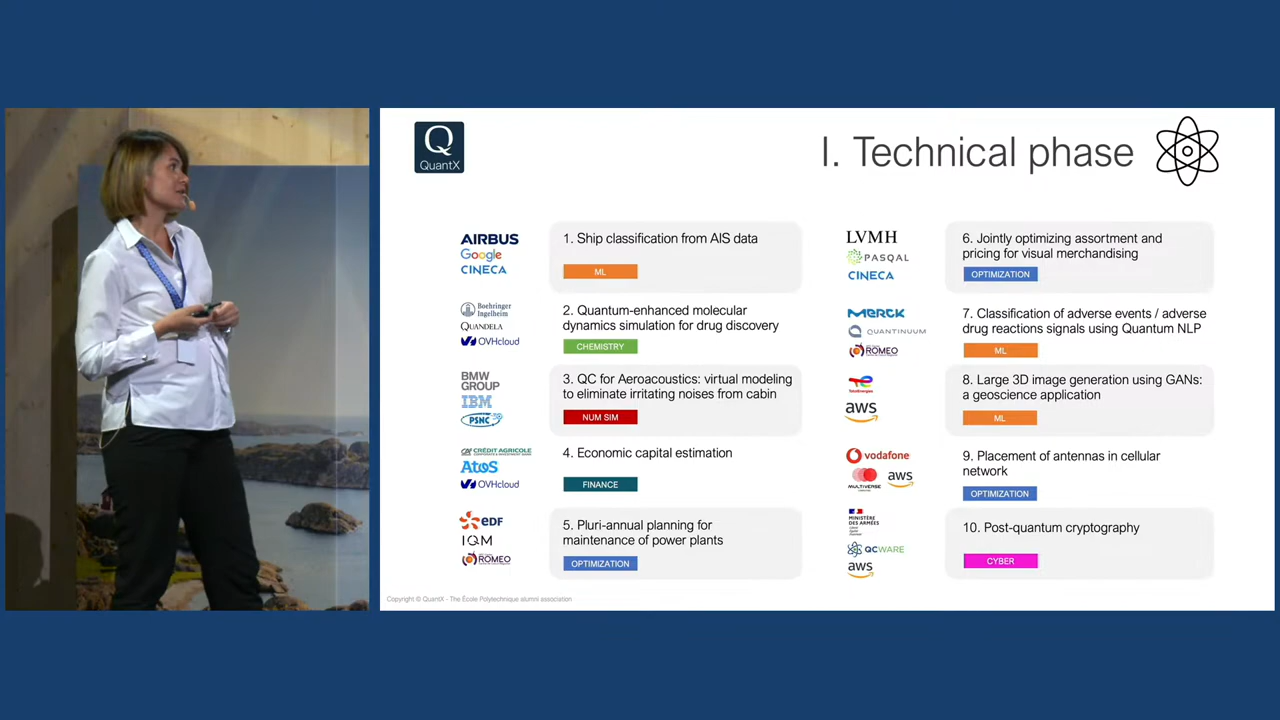 Q
QuantX
I. Technical phase
AIRBUS
Google
CINECA
1. Ship classification from AIS data
ML
Boehringer
Ingelheim
QUANDELA
OVHcloud
2. Quantum-enhanced molecular
dynamics simulation for drug discovery
CHEMISTRY
BMW
GROUP
IBM
PSNC
3. QC for Aeroacoustics: virtual modeling
to eliminate irritating noises from cabin
NUM SIM
CRÉDIT AGRICOLE
CORPORATE & INVESTMENT BANK
Atos
OVHcloud
4. Economic capital estimation
FINANCE
EDF
IQM
ROMEO
5. Pluri-annual planning for
maintenance of power plants
OPTIMIZATION
LVMH
PASQAL
CINECA
6. Jointly optimizing assortment and
pricing for visual merchandising
OPTIMIZATION
MERCK
QUANTINUUM
ROMEO
7. Classification of adverse events / adverse
drug reactions signals using Quantum NLP
ML
TotalEnergies
aws
8. Large 3D image generation using GANs:
a geoscience application
ML
vodafone
MULTIVERSE
aws
9. Placement of antennas in cellular
network
OPTIMIZATION
MINISTÈRE
DES ARMÉES
QCWARE
aws
10. Post-quantum cryptography
CYBER
Copyright © QuantX - The École Polytechnique alumni association